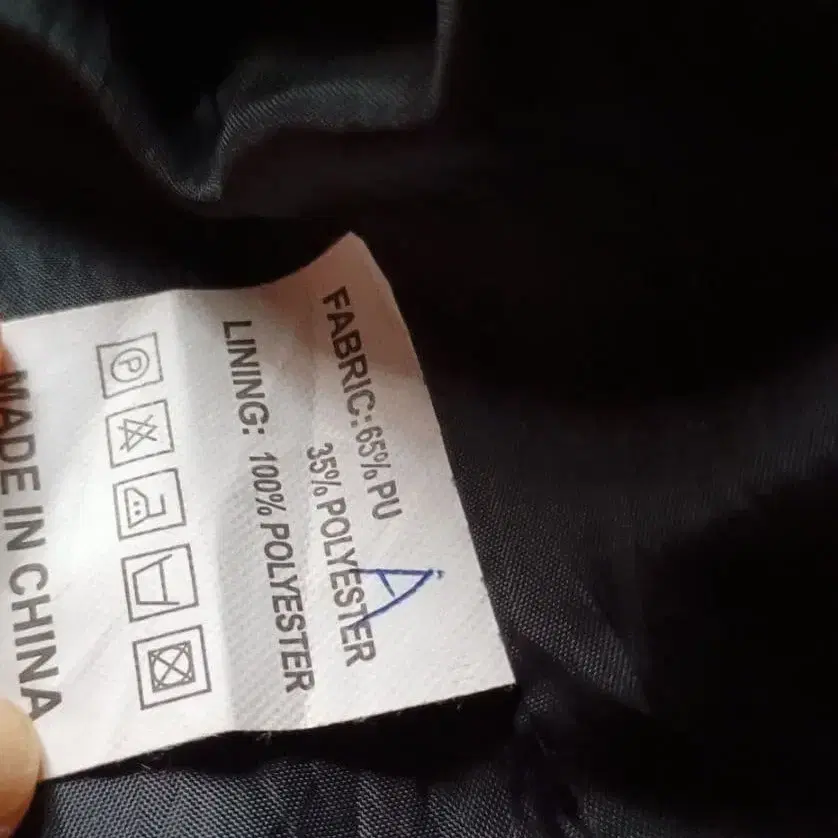 FABRIC: 65% PU
35% POLYESTER
A
LINING: 100% POLYESTER
P
MADE IN CHINA